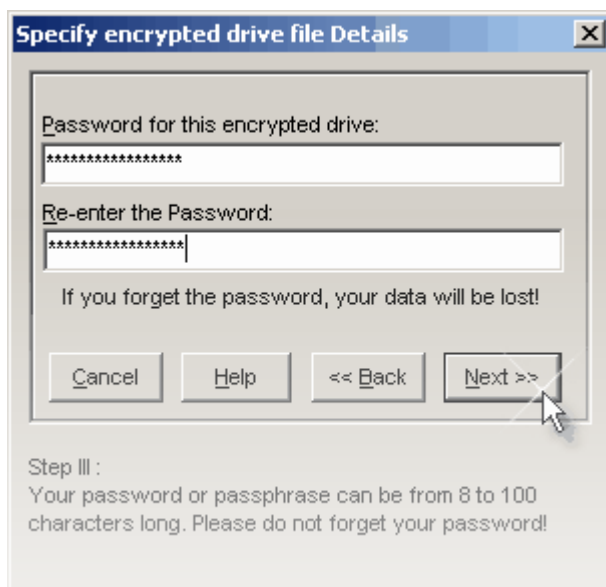 Specify encrypted drive file Details
Password for this encrypted drive:
*****************
Re-enter the Password:
*****************
If you forget the password, your data will be lost!
Cancel Help << Back Next >>
Step III :
Your password or passphrase can be from 8 to 100
characters long. Please do not forget your password!